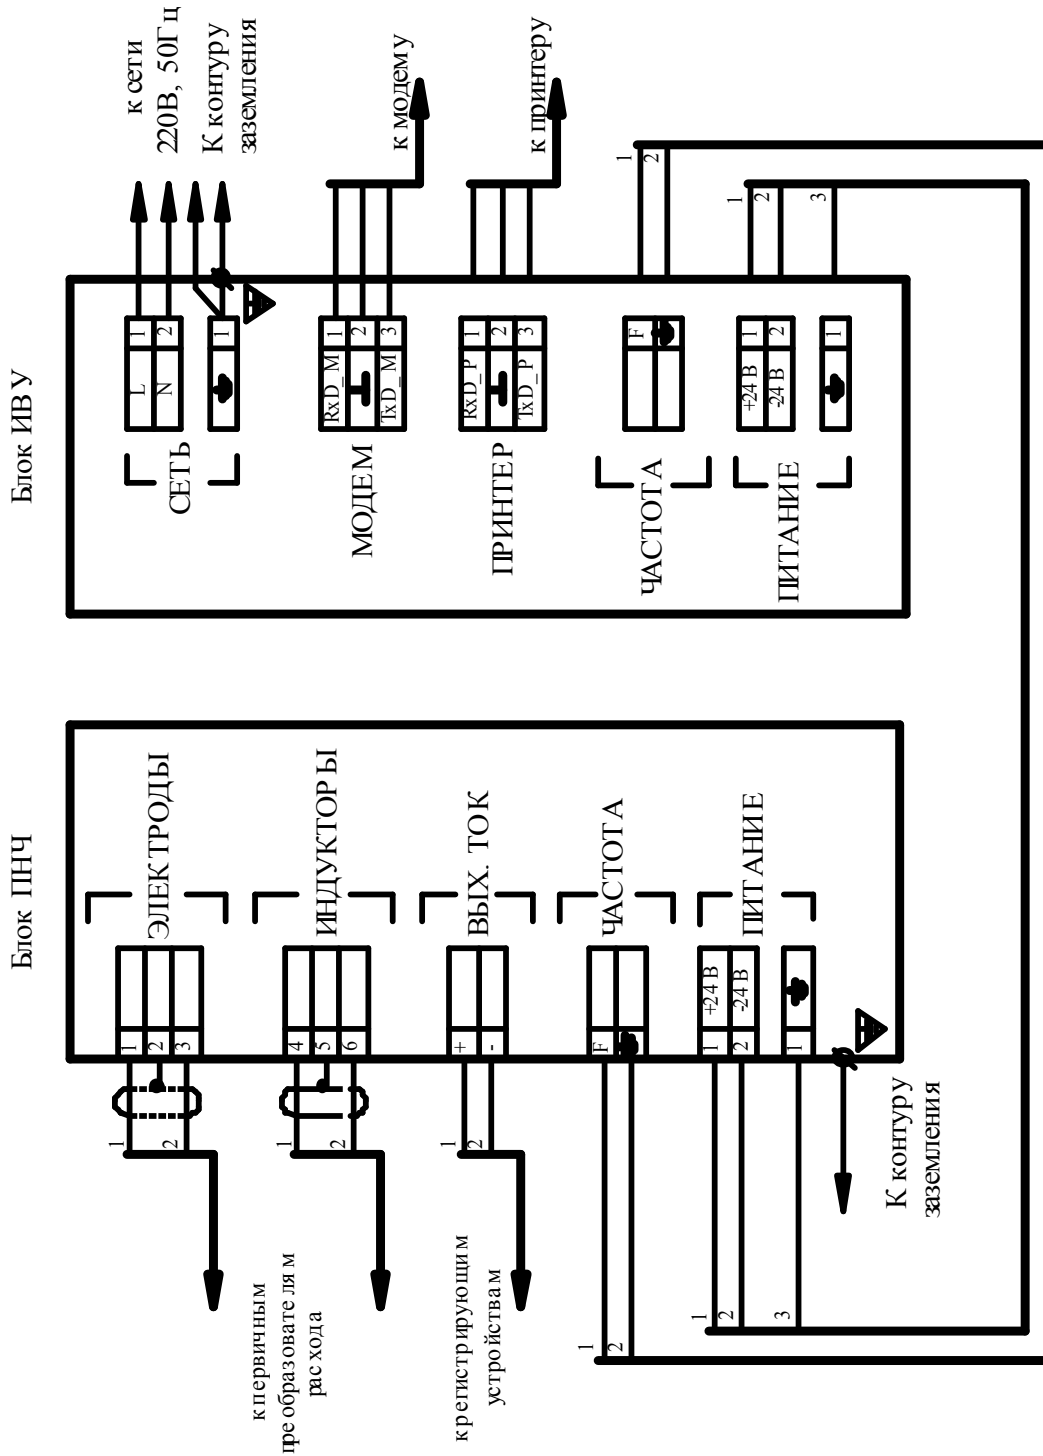 Блок ПНЧ
ЭЛЕКТРОДЫ
1
2
3
1
2
ИНДУКТОРЫ
4
5
6
1
2
к первичным
преобразователям
расхода
ВЫХ. ТОК
+
-
1
2
к регистрирующим
устройствам
ЧАСТОТА
F
1
2
ПИТАНИЕ
1 +24 В
2 -24 В
1
1
2
3
К контуру
заземления
Блок ИВУ
СЕТЬ
L 1
N 2
1
к сети
220В, 50Гц
К контуру
заземления
МОДЕМ
RxD_M 1
2
TxD_M 3
к модему
ПРИНТЕР
RxD_P 1
2
TxD_P 3
к принтеру
ЧАСТОТА
F
1
2
ПИТАНИЕ
+24 В 1
-24 В 2
1
1
2
3